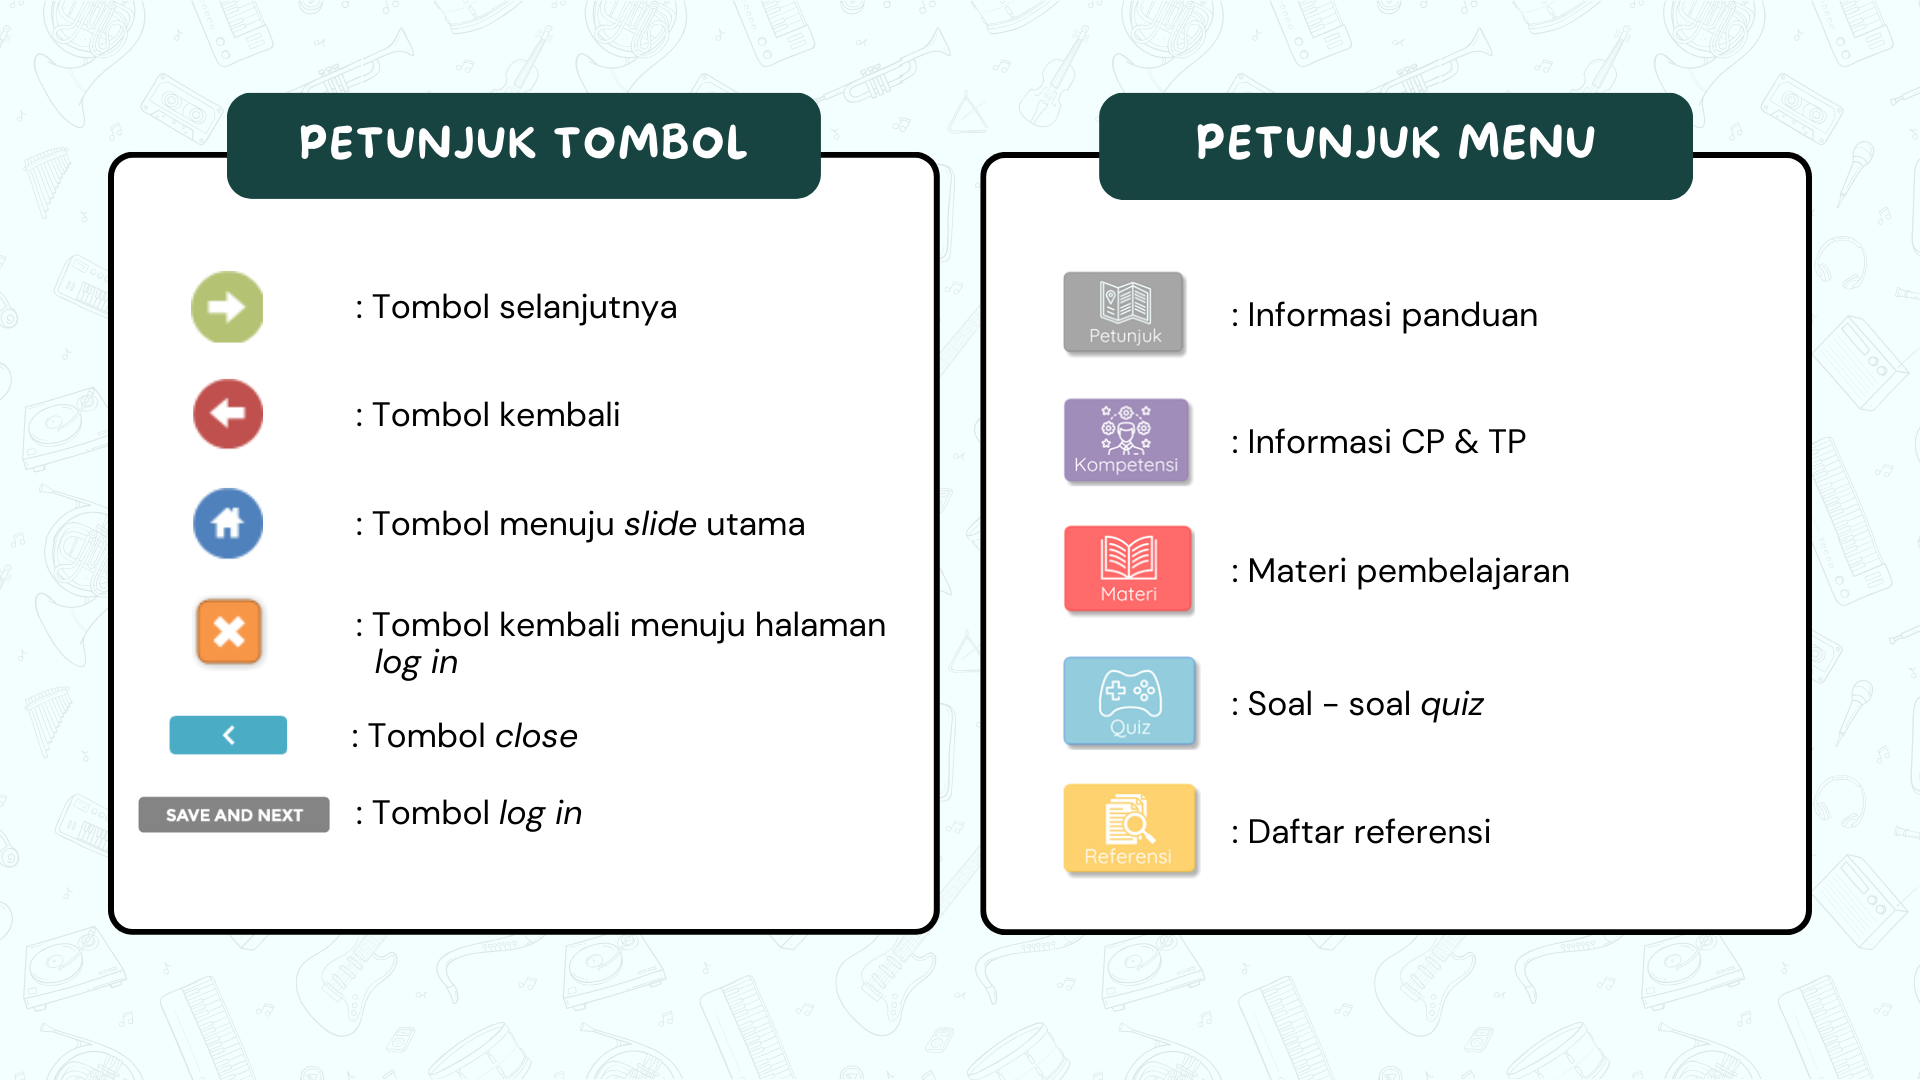 PETUNJUK TOMBOL
: Tombol selanjutnya
: Tombol kembali
: Tombol menuju slide utama
: Tombol kembali menuju halaman
log in
: Tombol close
SAVE AND NEXT : Tombol log in
PETUNJUK MENU
Petunjuk : Informasi panduan
Kompetensi : Informasi CP & TP
Materi : Materi pembelajaran
Quiz : Soal - soal quiz
Referensi : Daftar referensi